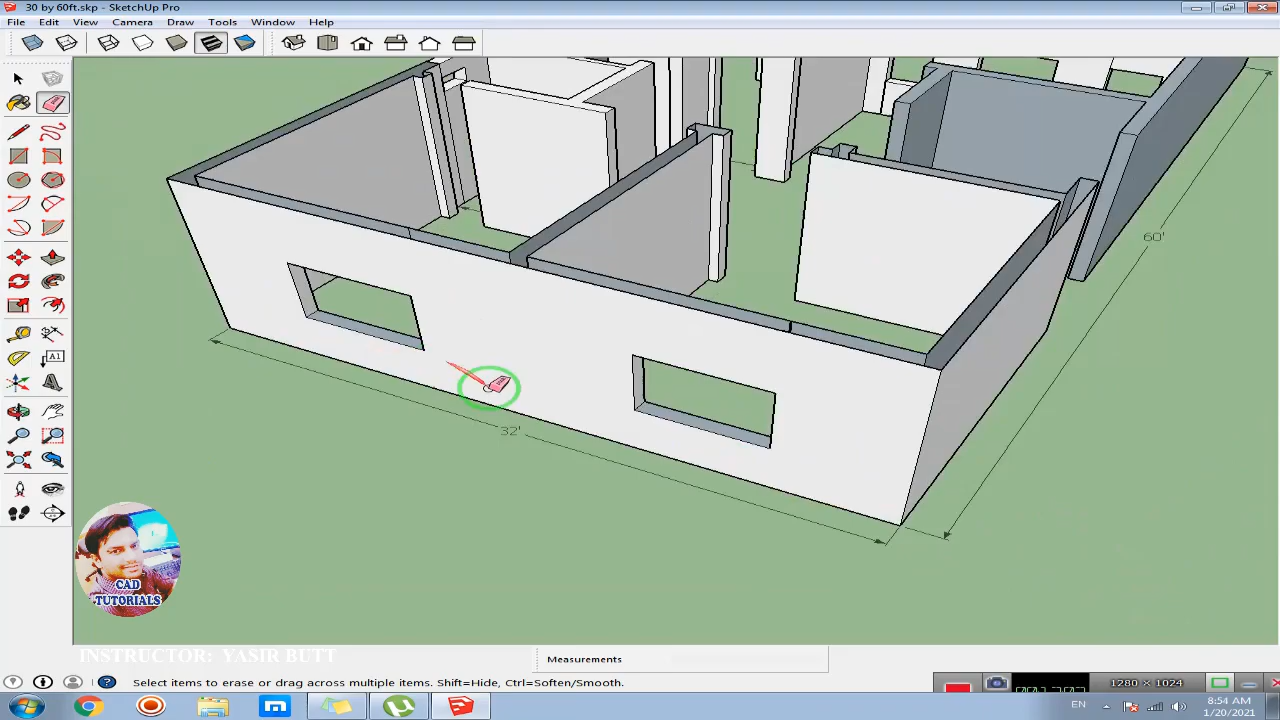 30 by 60ft.skp - SketchUp Pro
File Edit View Camera Draw Tools Window Help
60'
A1
32'
CAD
TUTORIALS
INSTRUCTOR: YASIR BUTT
Measurements
Select items to erase or drag across multiple items. Shift=Hide, Ctrl=Soften/Smooth.
1280 × 1024
EN
8:54 AM
1/20/2021